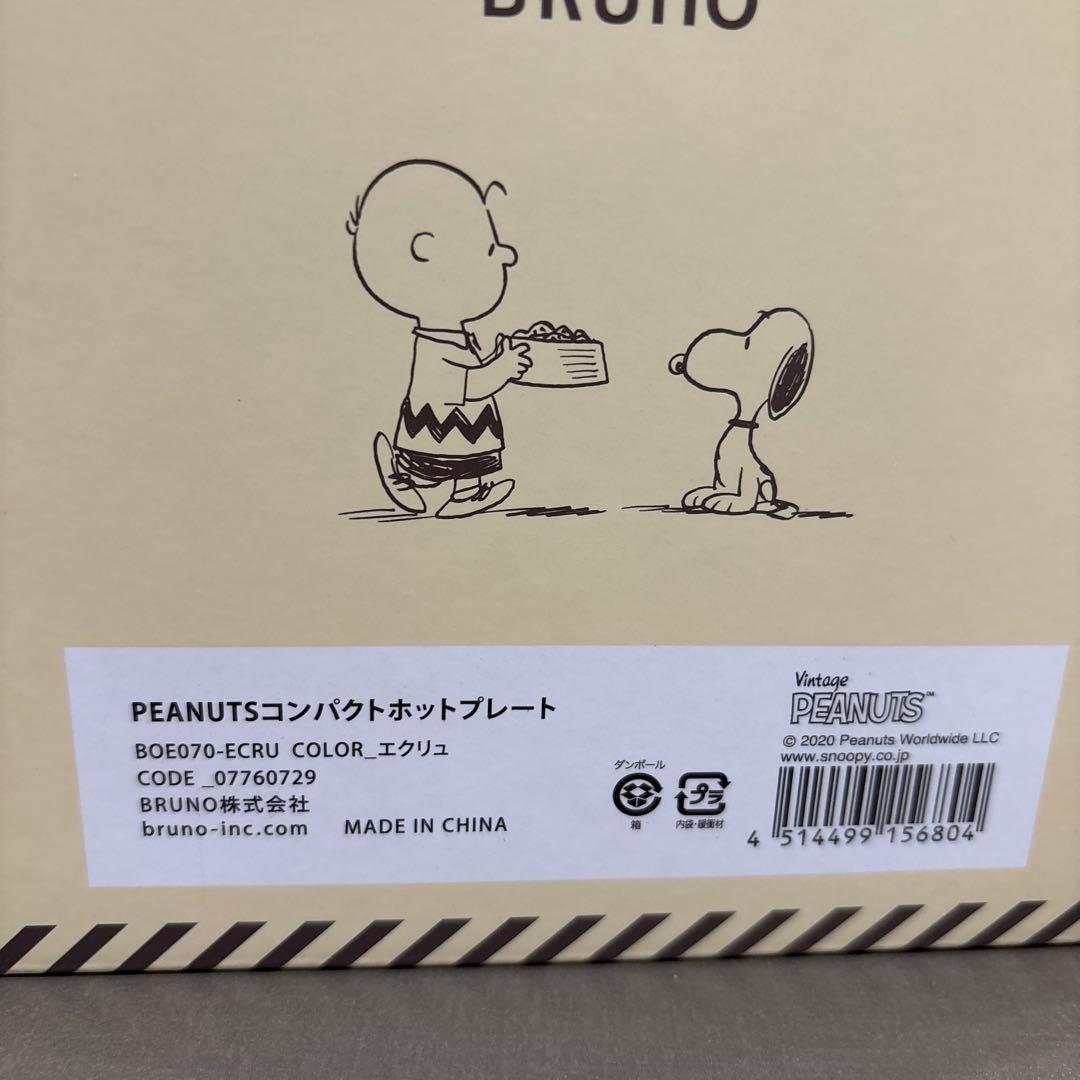 BRUNO
PEANUTSコンパクトホットプレート
BOE070-ECRU COLOR_エクリュ
CODE _07760729
BRUNO株式会社
bruno-inc.com MADE IN CHINA
ダンボール
箱
プラ
内袋・緩衝材
Vintage
PEANUTS™
© 2020 Peanuts Worldwide LLC
www.snoopy.co.jp
4 514499 156804